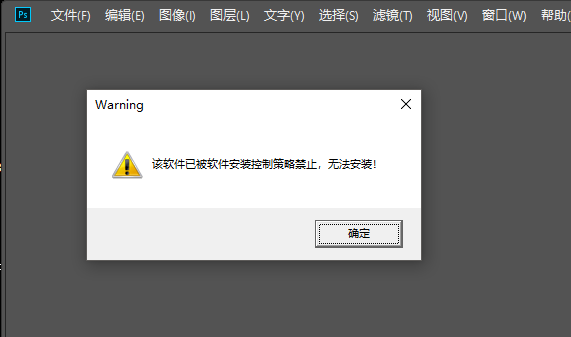 Ps 文件(F) 编辑(E) 图像(I) 图层(L) 文字(Y) 选择(S) 滤镜(T) 视图(V) 窗口(W) 帮助(
Warning
该软件已被软件安装控制策略禁止，无法安装！
确定